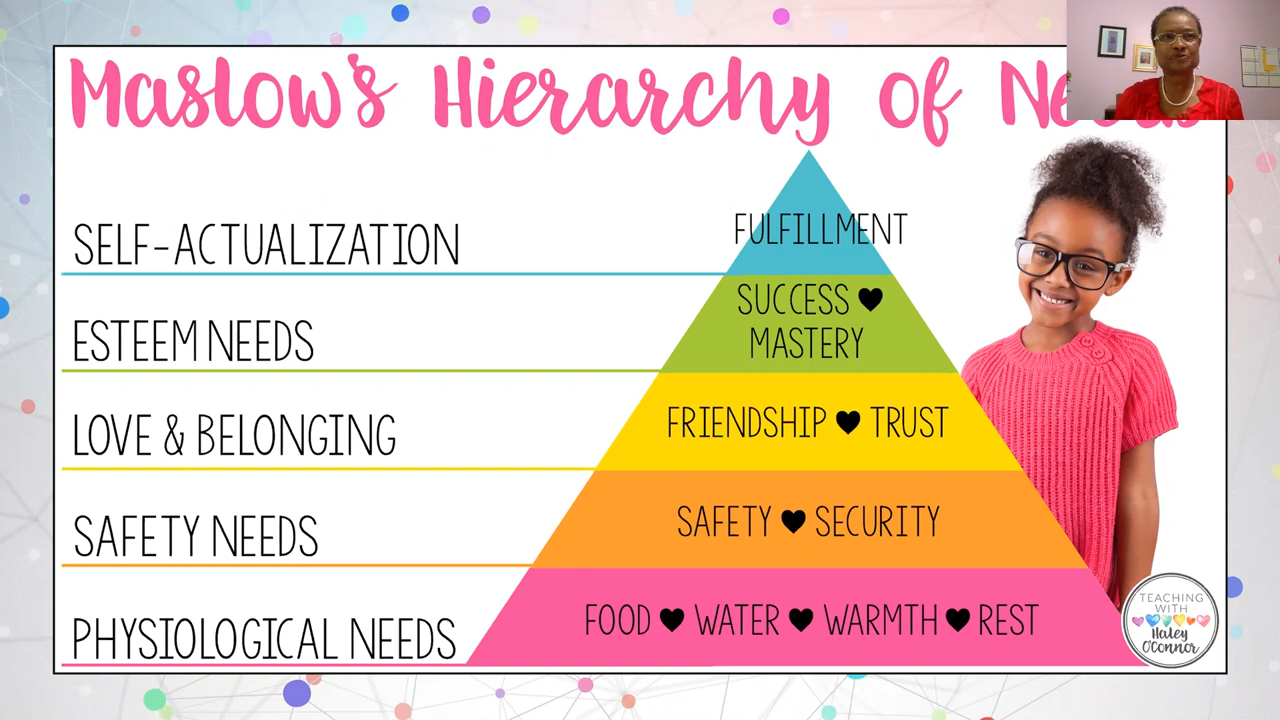 Maslow's Hierarchy of Needs
SELF-ACTUALIZATION
FULFILLMENT
ESTEEM NEEDS
SUCCESS ♥
MASTERY
LOVE & BELONGING
FRIENDSHIP ♥ TRUST
SAFETY NEEDS
SAFETY ♥ SECURITY
PHYSIOLOGICAL NEEDS
FOOD ♥ WATER ♥ WARMTH ♥ REST
TEACHING
WITH
Haley
O'Connor